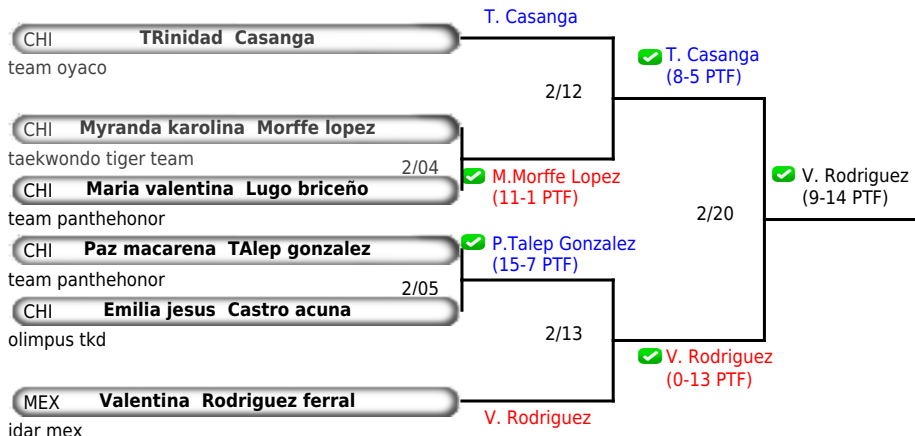 T. Casanga
CHI TRinidad Casanga
team oyaco
T. Casanga
(8-5 PTF)
2/12
CHI Myranda karolina Morffe lopez
taekwondo tiger team
2/04
M.Morffe Lopez
(11-1 PTF)
CHI Maria valentina Lugo briceño
team panthehonor
V. Rodriguez
(9-14 PTF)
2/20
CHI Paz macarena TAlep gonzalez
team panthehonor
P.Talep Gonzalez
(15-7 PTF)
2/05
CHI Emilia jesus Castro acuna
olimpus tkd
2/13
V. Rodriguez
(0-13 PTF)
MEX Valentina Rodriguez ferral
idar mex
V. Rodriguez